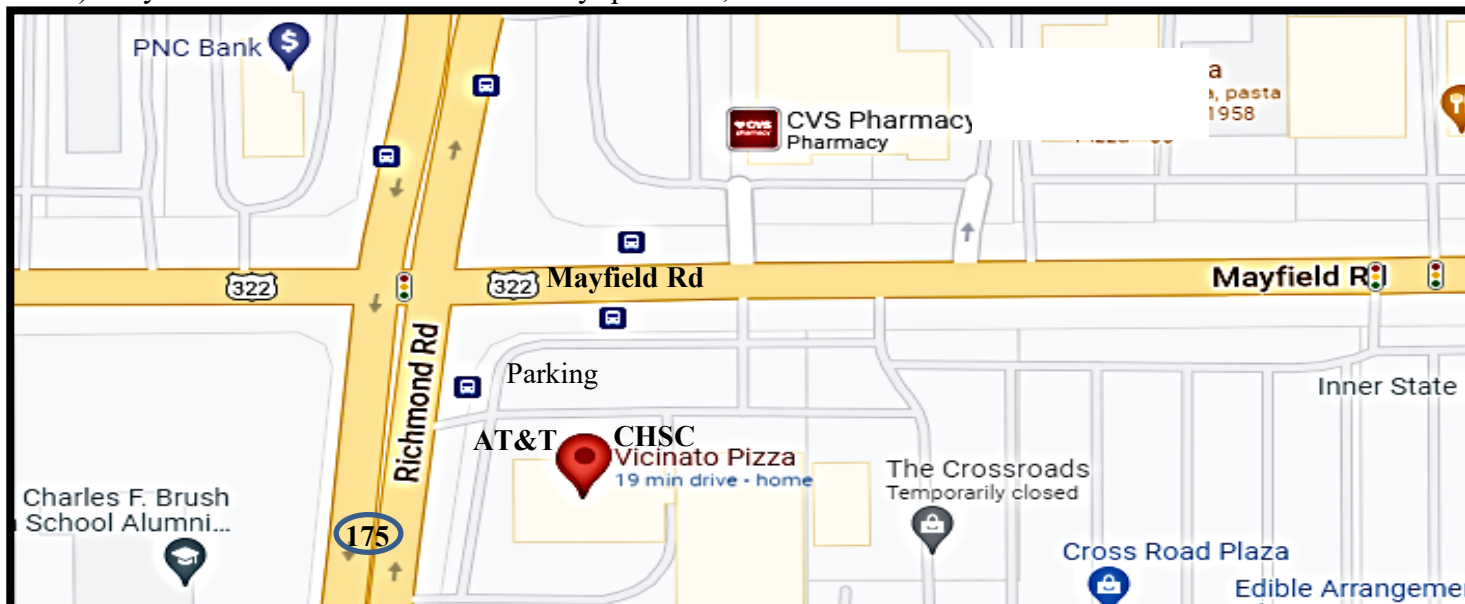 PNC Bank
CVS Pharmacy
Pharmacy
a
a, pasta
1958
322
322
Mayfield Rd
Mayfield Rd
Richmond Rd
Parking
Inner State
AT&T
CHSC
Vicinato Pizza
19 min drive - home
The Crossroads
Temporarily closed
Charles F. Brush
School Alumni...
175
Cross Road Plaza
Edible Arrangemen